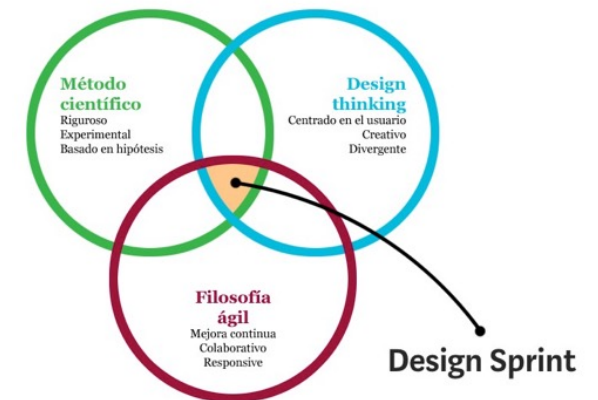 Método
científico
Riguroso
Experimental
Basado en hipótesis
Design
thinking
Centrado en el usuario
Creativo
Divergente
Filosofía
ágil
Mejora continua
Colaborativo
Responsive
Design Sprint